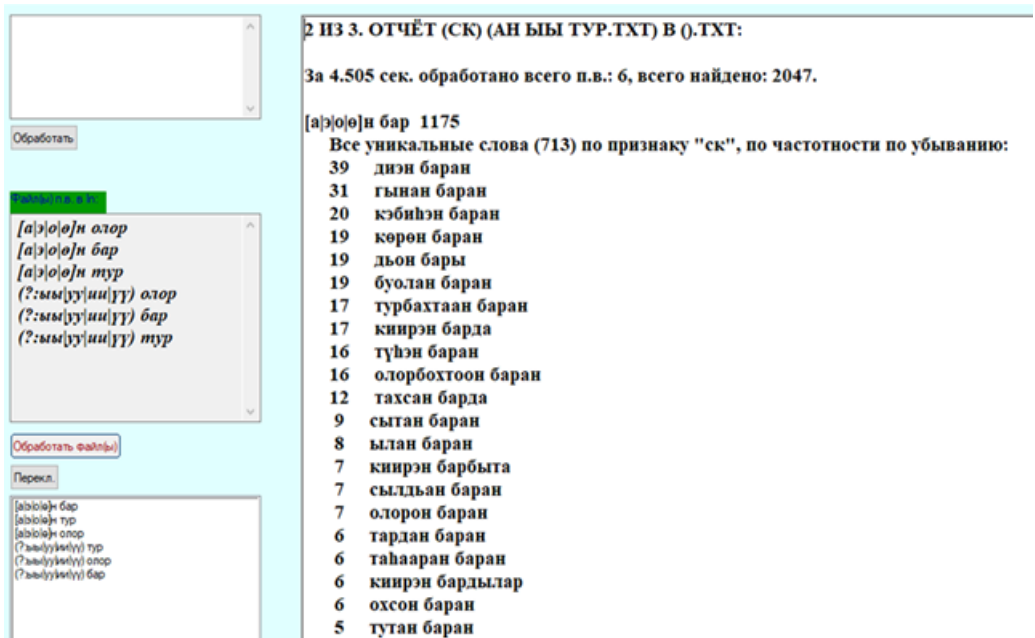 Обработать
Файл(ы) п.в. в in:
[а|э|о|ө]н олор
[а|э|о|ө]н бар
[а|э|о|ө]н тур
(?:ыы|уу|ии|үү) олор
(?:ыы|уу|ии|үү) бар
(?:ыы|уу|ии|үү) тур
Обработать файл(ы)
Перекл.
[а|э|о|ө]н бар
[а|э|о|ө]н тур
[а|э|о|ө]н олор
(?:ыы|уу|ии|үү) тур
(?:ыы|уу|ии|үү) олор
(?:ыы|уу|ии|үү) бар
2 ИЗ 3. ОТЧЁТ (СК) (АН ЫЫ ТУР.ТХТ) В ().ТХТ:
За 4.505 сек. обработано всего п.в.: 6, всего найдено: 2047.
[а|э|о|ө]н бар 1175
Все уникальные слова (713) по признаку "ск", по частотности по убыванию:
39 диэн баран
31 гынан баран
20 кэбиһэн баран
19 көрөн баран
19 дьон бары
19 буолан баран
17 турбахтаан баран
17 киирэн барда
16 түһэн баран
16 олорбохтоон баран
12 тахсан барда
9 сытан баран
8 ылан баран
7 киирэн барбыта
7 сылдьан баран
7 олорон баран
6 тардан баран
6 таһааран баран
6 киирэн бардылар
6 охсон баран
5 тутан баран